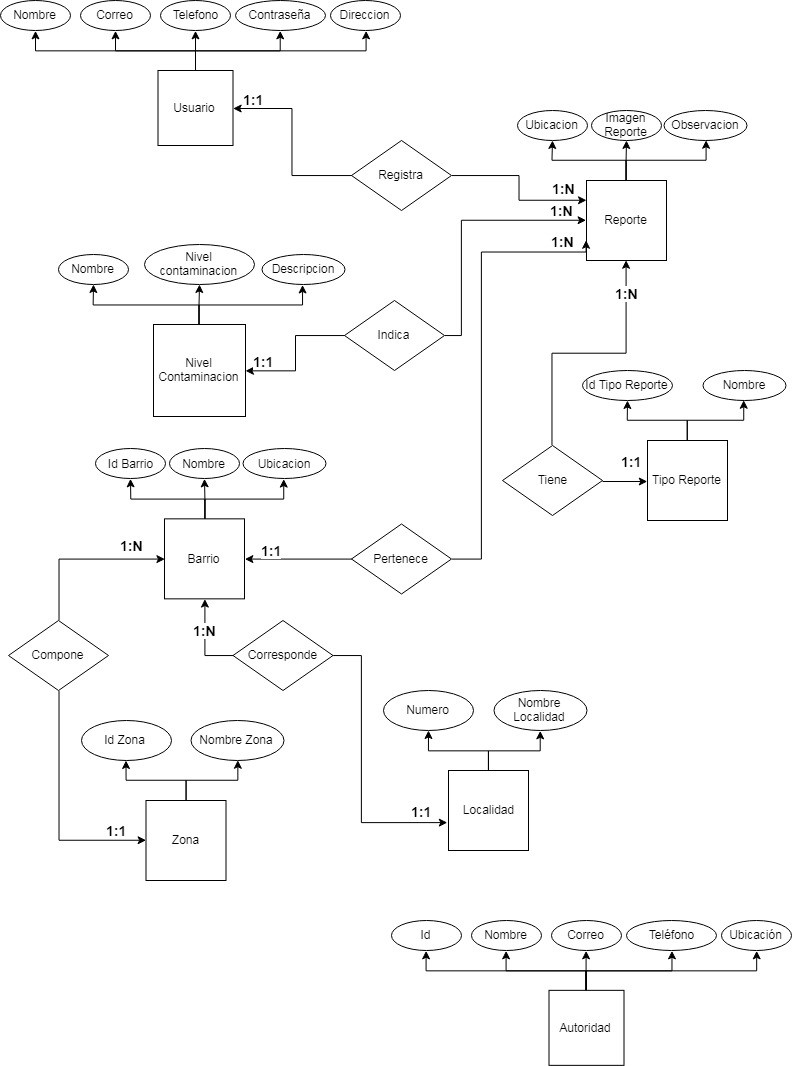 Nombre
Correo
Telefono
Contraseña
Direccion
Usuario
1:1
Ubicacion
Imagen
Reporte
Observacion
Registra
1:N
Reporte
1:N
1:N
1:N
Nombre
Nivel
contaminacion
Descripcion
Nivel
Contaminacion
1:1
Indica
Id Tipo Reporte
Nombre
Tiene
1:1
Tipo Reporte
Id Barrio
Nombre
Ubicacion
1:N
Barrio
1:1
Pertenece
1:N
Compone
Corresponde
Id Zona
Nombre Zona
1:1
Zona
Numero
Nombre
Localidad
1:1
Localidad
Id
Nombre
Correo
Teléfono
Ubicación
Autoridad